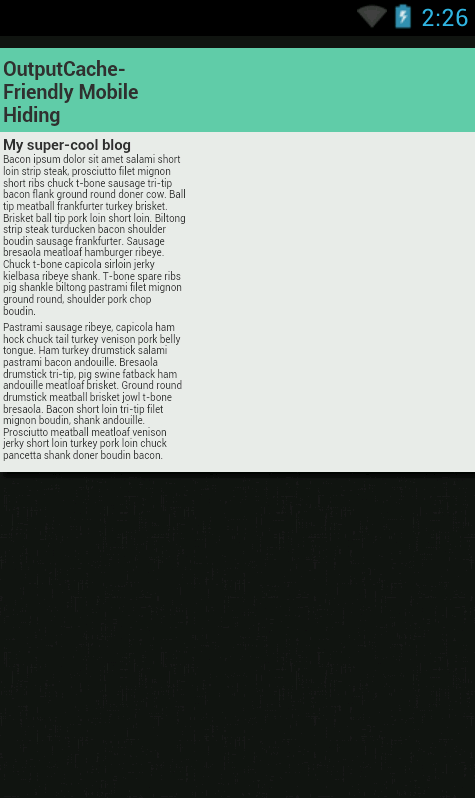 2:26
OutputCache-
Friendly Mobile
Hiding
My super-cool blog
Bacon ipsum dolor sit amet salami short
loin strip steak, prosciutto filet mignon
short ribs chuck t-bone sausage tri-tip
bacon flank ground round doner cow. Ball
tip meatball frankfurter turkey brisket.
Brisket ball tip pork loin short loin. Biltong
strip steak turducken bacon shoulder
boudin sausage frankfurter. Sausage
bresaola meatloaf hamburger ribeye.
Chuck t-bone capicola sirloin jerky
kielbasa ribeye shank. T-bone spare ribs
pig shankle biltong pastrami filet mignon
ground round, shoulder pork chop
boudin.
Pastrami sausage ribeye, capicola ham
hock chuck tail turkey venison pork belly
tongue. Ham turkey drumstick salami
pastrami bacon andouille. Bresaola
drumstick tri-tip, pig swine fatback ham
andouille meatloaf brisket. Ground round
drumstick meatball brisket jowl t-bone
bresaola. Bacon short loin tri-tip filet
mignon boudin, shank andouille.
Prosciutto meatball meatloaf venison
jerky short loin turkey pork loin chuck
pancetta shank doner boudin bacon.